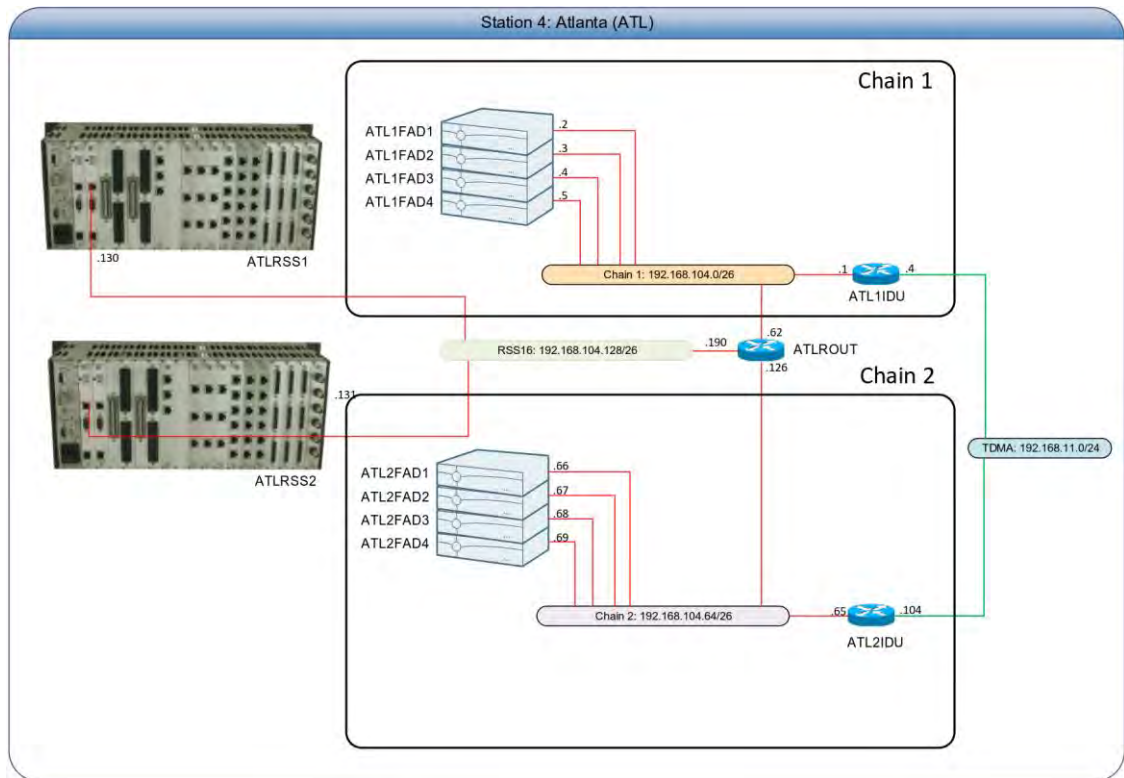 Station 4: Atlanta (ATL)
Chain 1
ATL1FAD1
.2
ATL1FAD2
.3
ATL1FAD3
.4
ATL1FAD4
.5
ATLRSS1
.130
Chain 1: 192.168.104.0/26
.1
.4
ATL1IDU
.62
RSS16: 192.168.104.128/26
.190
ATLROUT
.126
Chain 2
.131
ATLRSS2
TDMA: 192.168.11.0/24
ATL2FAD1
.66
ATL2FAD2
.67
ATL2FAD3
.68
ATL2FAD4
.69
Chain 2: 192.168.104.64/26
.65
.104
ATL2IDU